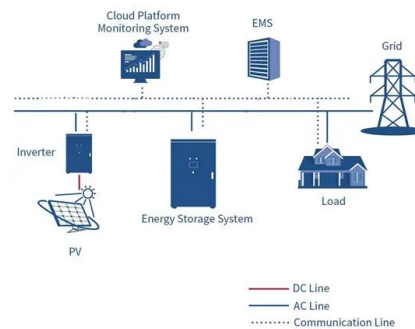 Cloud Platform
Monitoring System
EMS
Grid
Inverter
Energy Storage System
Load
PV
DC Line
AC Line
Communication Line